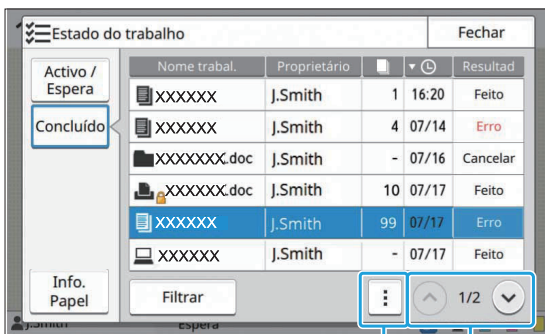 Estado do trabalho
Fechar
Activo /
Espera
Concluído
Info.
Papel
Nome trabal. Proprietário Resultad
XXXXXX J.Smith 1 16:20 Feito
XXXXXX J.Smith 4 07/14 Erro
XXXXXXX.doc J.Smith - 07/16 Cancelar
XXXXXX.doc J.Smith 10 07/17 Feito
XXXXXX J.Smith 99 07/17 Erro
XXXXXX J.Smith - 07/17 Feito
Filtrar
1/2
J.Smith Espera